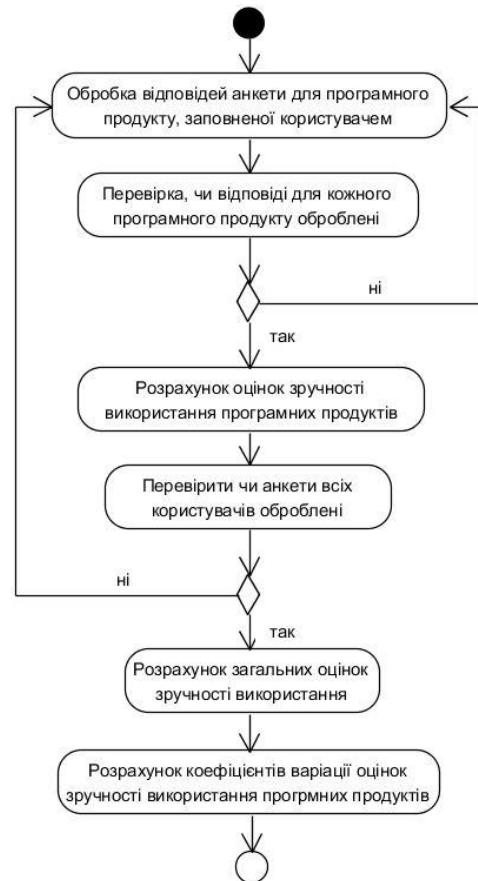 Обробка відповідей анкети для програмного
продукту, заповненої користувачем
Перевірка, чи відповіді для кожного
програмного продукту оброблені
ні
так
Розрахунок оцінок зручності
використання програмних продуктів
Перевірити чи анкети всіх
користувачів оброблені
ні
так
Розрахунок загальних оцінок
зручності використання
Розрахунок коефіцієнтів варіації оцінок
зручності використання прогрмних продуктів